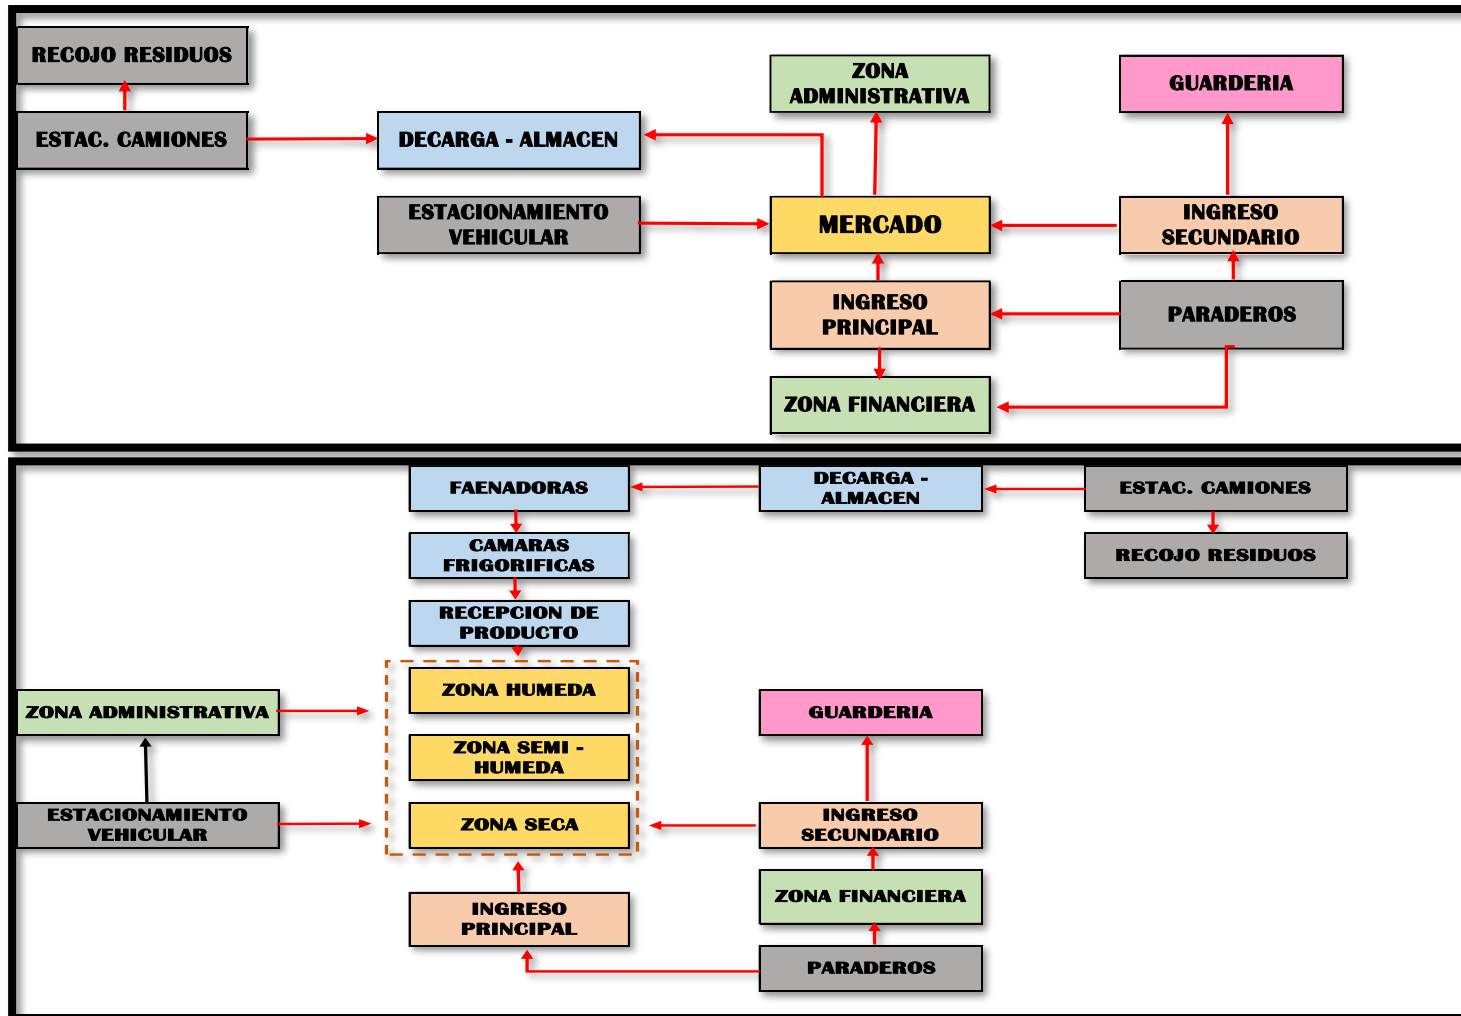 RECOJO RESIDUOS
ZONA
ADMINISTRATIVA
GUARDERIA
ESTAC. CAMIONES
DECARGA - ALMACEN
ESTACIONAMIENTO
VEHICULAR
MERCADO
INGRESO
SECUNDARIO
INGRESO
PRINCIPAL
PARADEROS
ZONA FINANCIERA
FAENADORAS
DECARGA -
ALMACEN
ESTAC. CAMIONES
CAMARAS
FRIGORIFICAS
RECOJO RESIDUOS
RECEPCION DE
PRODUCTO
ZONA HUMEDA
ZONA ADMINISTRATIVA
GUARDERIA
ZONA SEMI -
HUMEDA
ESTACIONAMIENTO
VEHICULAR
ZONA SECA
INGRESO
SECUNDARIO
ZONA FINANCIERA
INGRESO
PRINCIPAL
PARADEROS